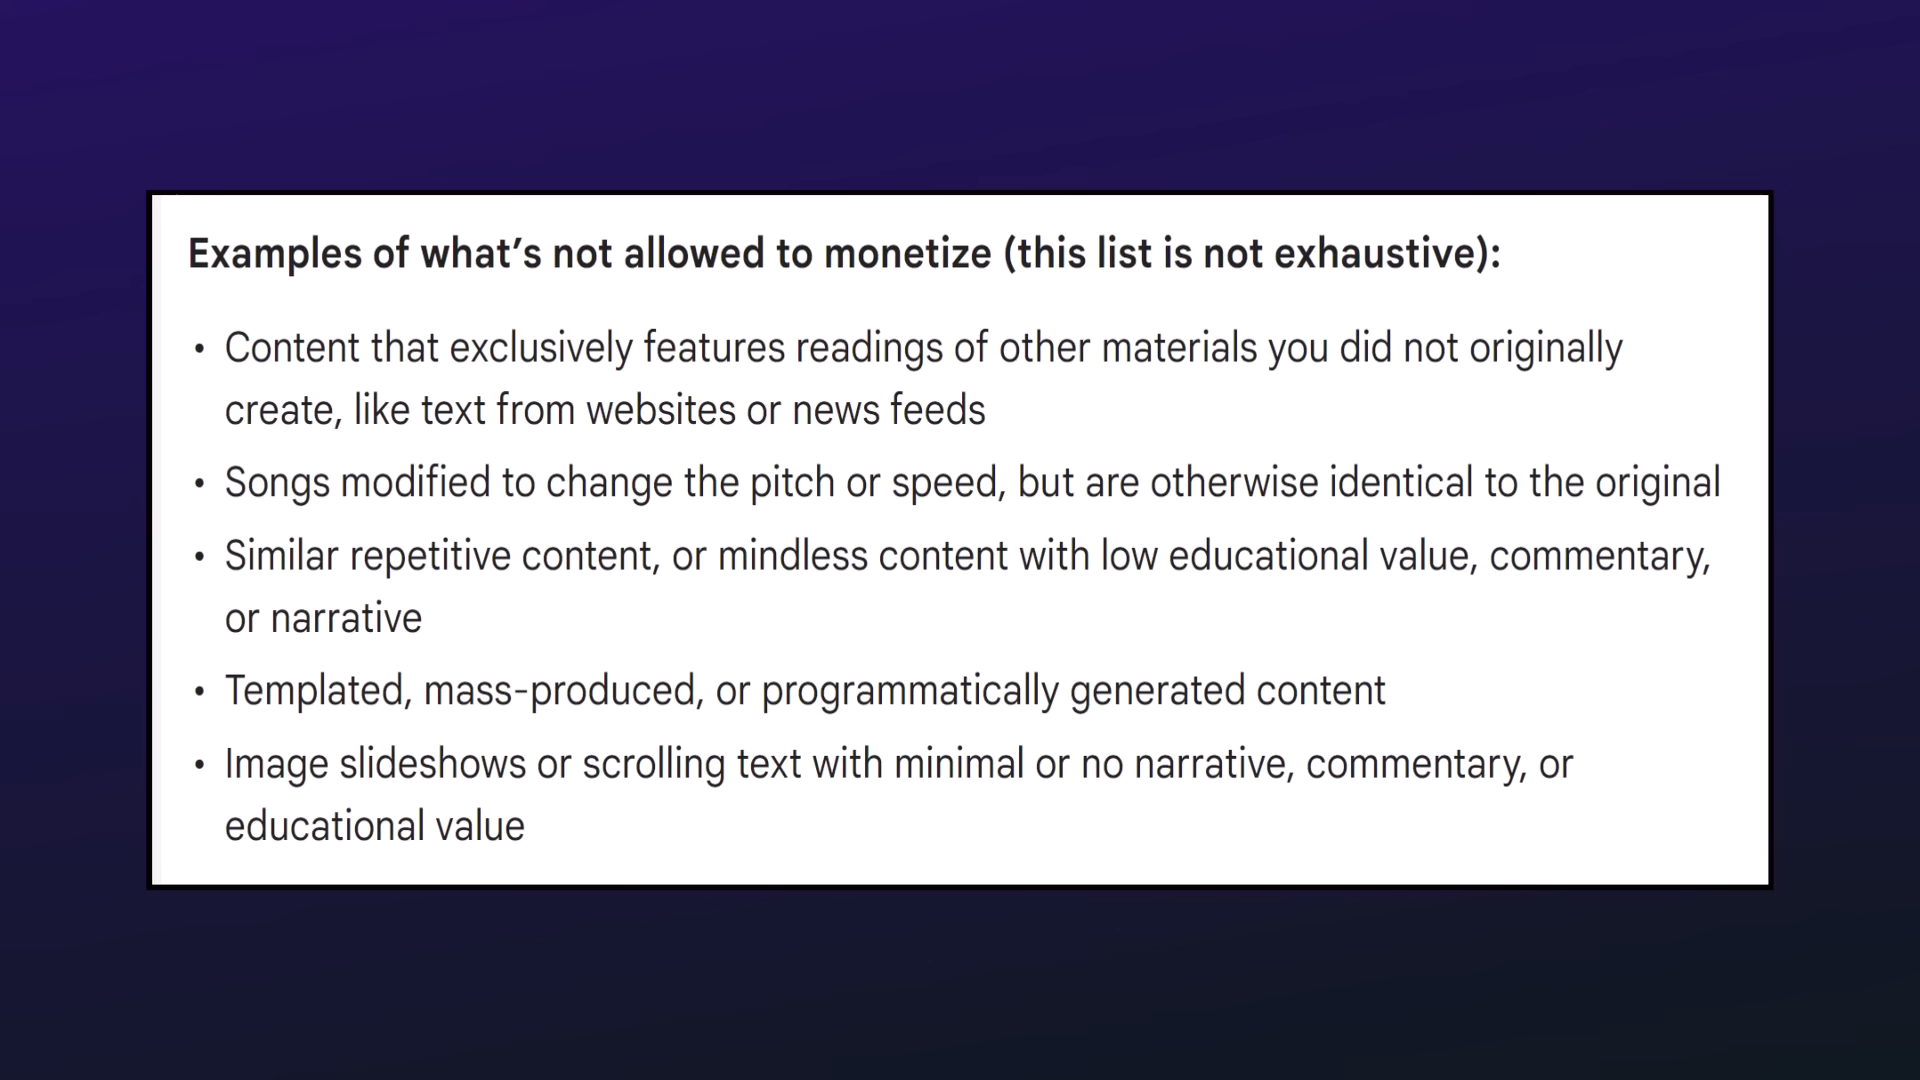 Examples of what’s not allowed to monetize (this list is not exhaustive):
• Content that exclusively features readings of other materials you did not originally
create, like text from websites or news feeds
• Songs modified to change the pitch or speed, but are otherwise identical to the original
• Similar repetitive content, or mindless content with low educational value, commentary,
or narrative
• Templated, mass-produced, or programmatically generated content
• Image slideshows or scrolling text with minimal or no narrative, commentary, or
educational value